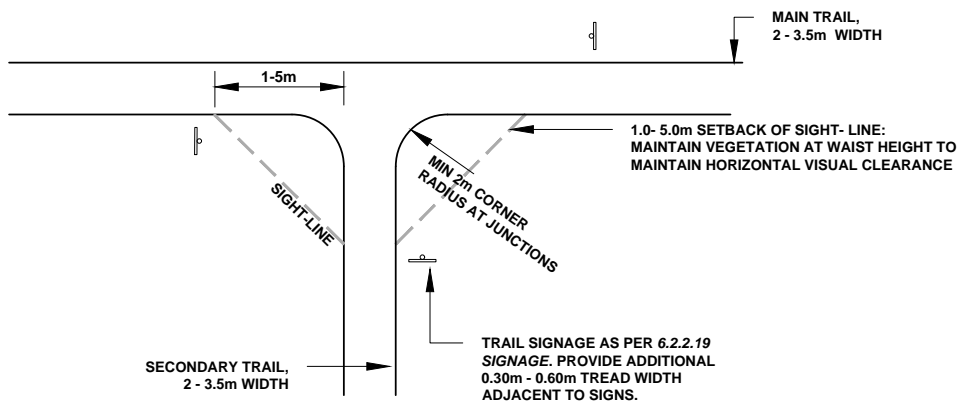 MAIN TRAIL,
2 - 3.5m WIDTH
1-5m
1.0- 5.0m SETBACK OF SIGHT- LINE:
MAINTAIN VEGETATION AT WAIST HEIGHT TO
MAINTAIN HORIZONTAL VISUAL CLEARANCE
MIN 2m CORNER
RADIUS AT JUNCTIONS
SIGHT-LINE
TRAIL SIGNAGE AS PER 6.2.2.19
SIGNAGE. PROVIDE ADDITIONAL
0.30m - 0.60m TREAD WIDTH
ADJACENT TO SIGNS.
SECONDARY TRAIL,
2 - 3.5m WIDTH